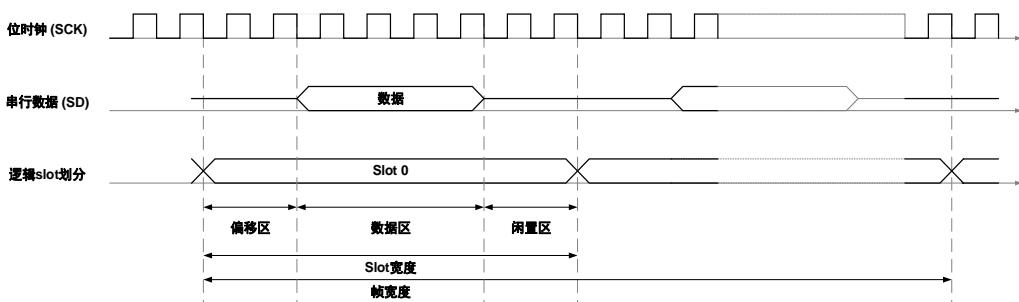 位时钟 (SCK)
串行数据 (SD)
数据
逻辑slot划分
Slot 0
偏移区
数据区
闲置区
Slot宽度
帧宽度